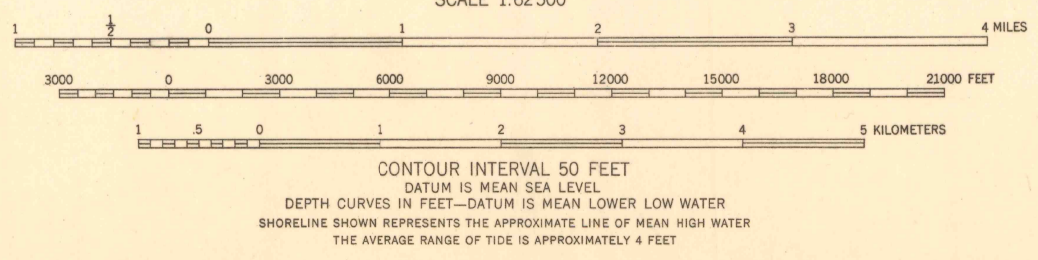 SCALE 1:62500
1 ½ 0 1 2 3 4 MILES
3000 0 3000 6000 9000 12000 15000 18000 21000 FEET
1 .5 0 1 2 3 4 5 KILOMETERS
CONTOUR INTERVAL 50 FEET
DATUM IS MEAN SEA LEVEL
DEPTH CURVES IN FEET—DATUM IS MEAN LOWER LOW WATER
SHORELINE SHOWN REPRESENTS THE APPROXIMATE LINE OF MEAN HIGH WATER
THE AVERAGE RANGE OF TIDE IS APPROXIMATELY 4 FEET